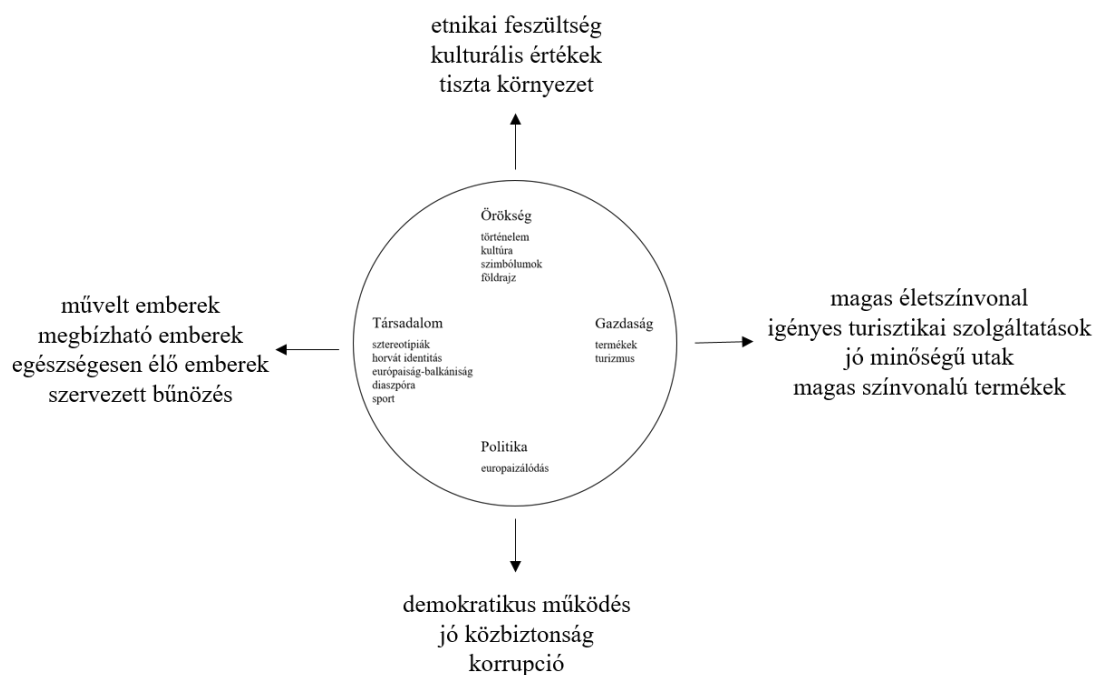 etnikai feszültség
kulturális értékek
tiszta környezet
Örökség
történelem
kultúra
szimbólumok
földrajz
művelt emberek
megbízható emberek
egészségesen élő emberek
szervezett bűnözés
Társadalom
sztereotípiák
horvát identitás
európaiság-balkániság
diaszpóra
sport
Gazdaság
termékek
turizmus
magas életszínvonal
igényes turisztikai szolgáltatások
jó minőségű utak
magas színvonalú termékek
Politika
europaizálódás
demokratikus működés
jó közbiztonság
korrupció